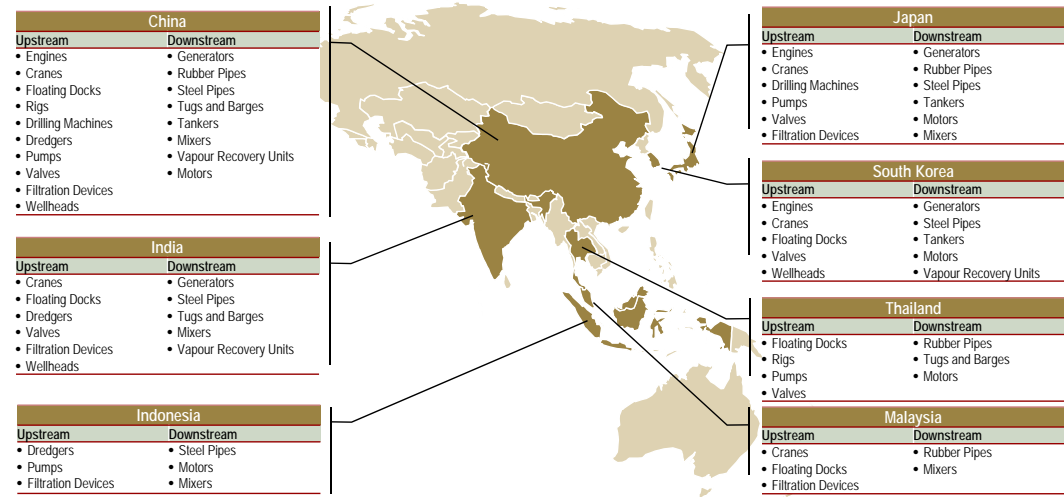 China
Upstream Downstream
• Engines • Generators
• Cranes • Rubber Pipes
• Floating Docks • Steel Pipes
• Rigs • Tugs and Barges
• Drilling Machines • Tankers
• Dredgers • Mixers
• Pumps • Vapour Recovery Units
• Valves • Motors
• Filtration Devices
• Wellheads
India
Upstream Downstream
• Cranes • Generators
• Floating Docks • Steel Pipes
• Dredgers • Tugs and Barges
• Valves • Mixers
• Filtration Devices • Vapour Recovery Units
• Wellheads
Indonesia
Upstream Downstream
• Dredgers • Steel Pipes
• Pumps • Motors
• Filtration Devices • Mixers
Japan
Upstream Downstream
• Engines • Generators
• Cranes • Rubber Pipes
• Drilling Machines • Steel Pipes
• Pumps • Tankers
• Valves • Motors
• Filtration Devices • Mixers
South Korea
Upstream Downstream
• Engines • Generators
• Cranes • Steel Pipes
• Floating Docks • Tankers
• Valves • Motors
• Wellheads • Vapour Recovery Units
Thailand
Upstream Downstream
• Floating Docks • Rubber Pipes
• Rigs • Tugs and Barges
• Pumps • Motors
• Valves
Malaysia
Upstream Downstream
• Cranes • Rubber Pipes
• Floating Docks • Mixers
• Filtration Devices